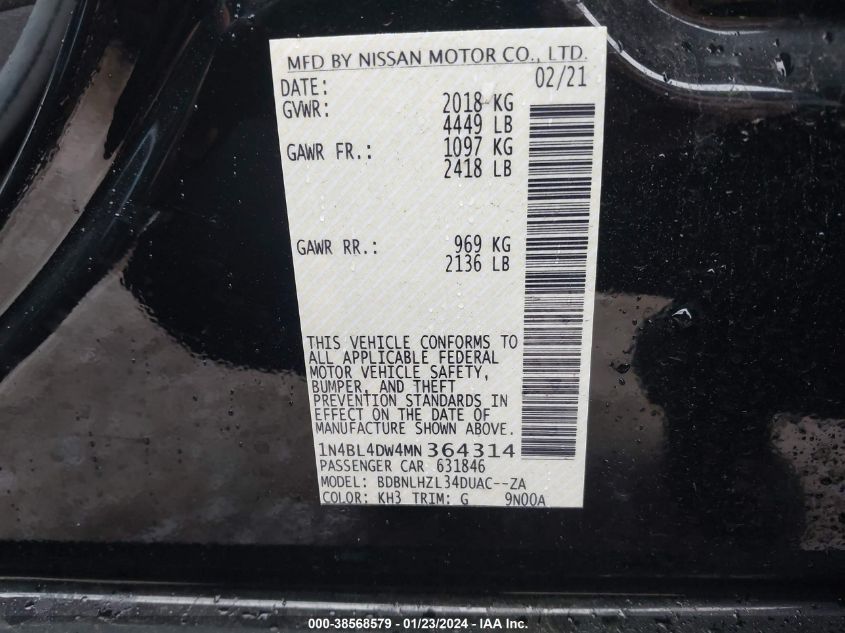 MFD BY NISSAN MOTOR CO., LTD.
DATE: 02/21
GVWR: 2018 KG
4449 LB
GAWR FR.: 1097 KG
2418 LB
GAWR RR.: 969 KG
2136 LB
THIS VEHICLE CONFORMS TO
ALL APPLICABLE FEDERAL
MOTOR VEHICLE SAFETY,
BUMPER, AND THEFT
PREVENTION STANDARDS IN
EFFECT ON THE DATE OF
MANUFACTURE SHOWN ABOVE.
1N4BL4DW4MN364314
PASSENGER CAR 631846
MODEL: BDBNLHZL34DUAC--ZA
COLOR: KH3 TRIM: G 9N00A
000-38568579 - 01/23/2024 - IAA Inc.